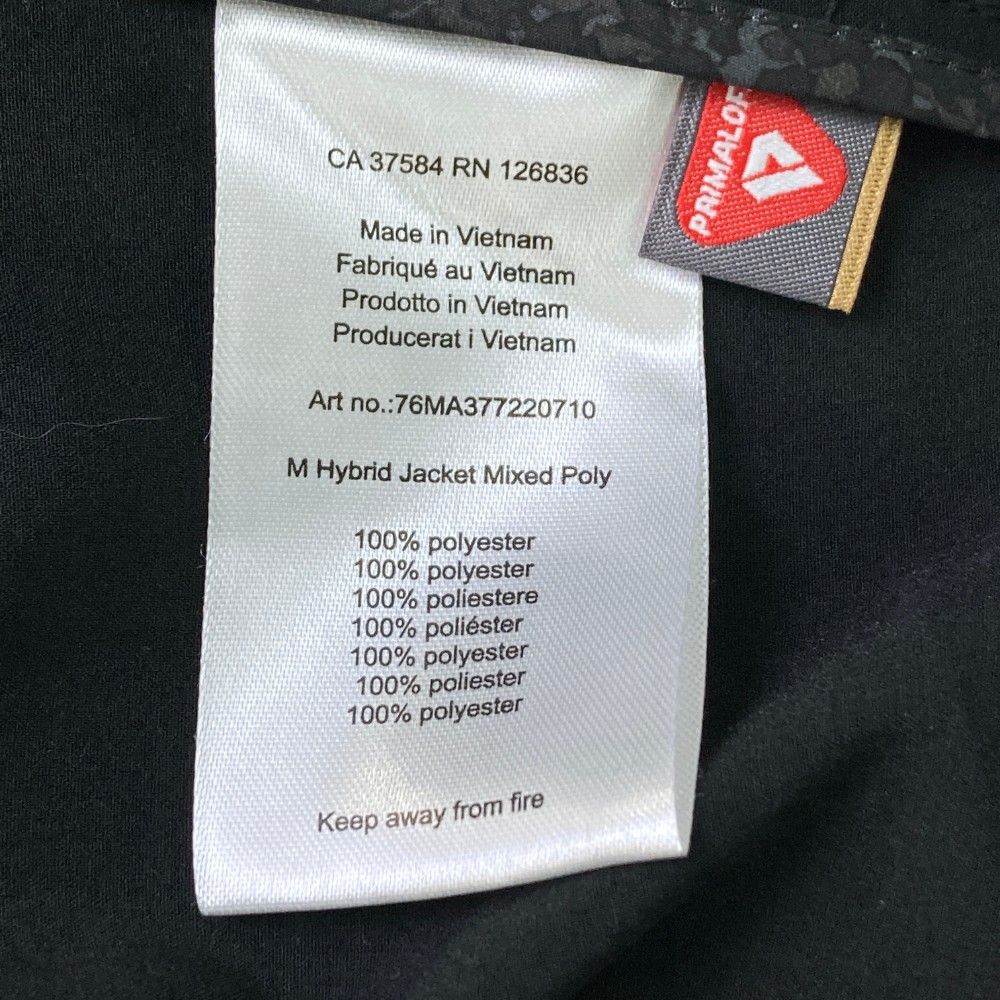 CA 37584 RN 126836
Made in Vietnam
Fabriqué au Vietnam
Prodotto in Vietnam
Producerat i Vietnam
Art no.:76MA377220710
M Hybrid Jacket Mixed Poly
100% polyester
100% polyester
100% poliestere
100% poliéster
100% polyester
100% poliester
100% polyester
Keep away from fire
PRIMALOF